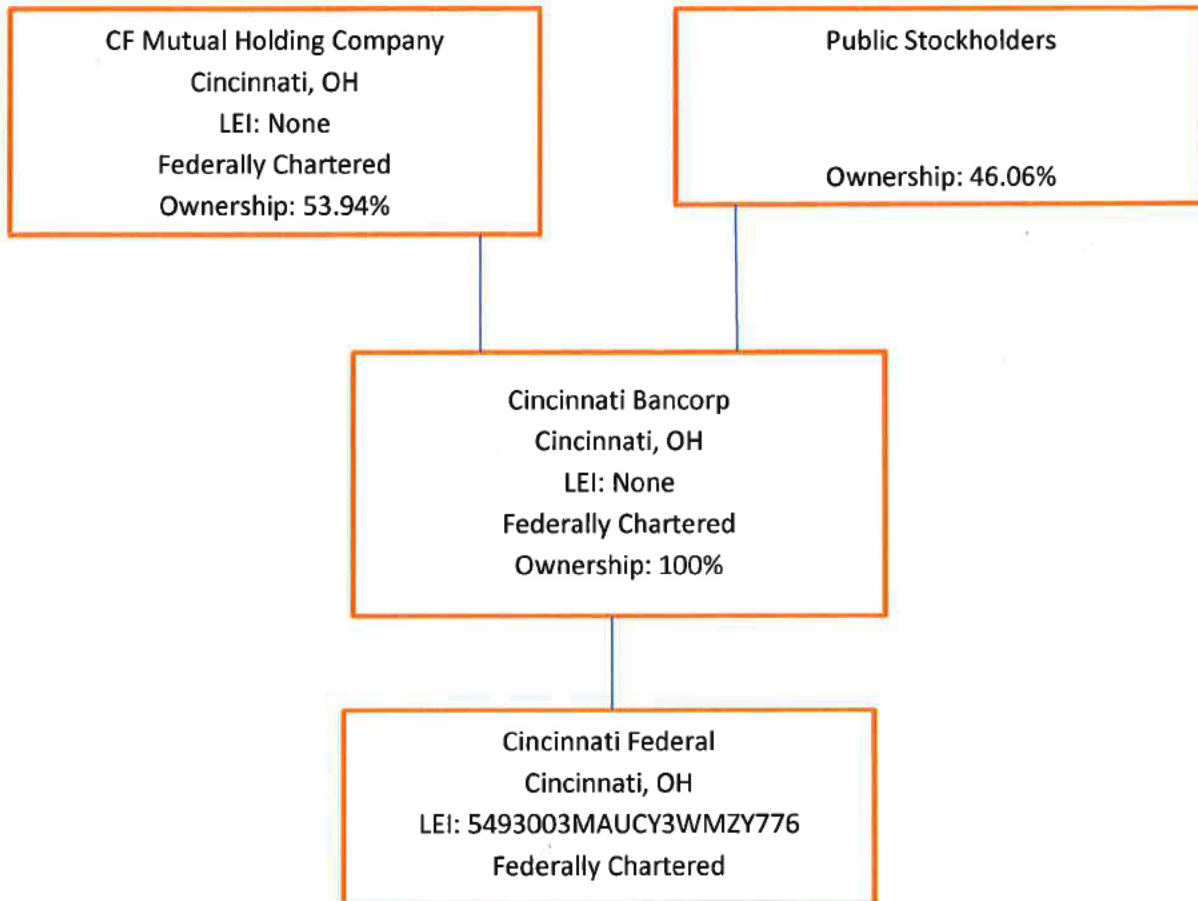 CF Mutual Holding Company
Cincinnati, OH
LEI: None
Federally Chartered
Ownership: 53.94%
Public Stockholders
Ownership: 46.06%
Cincinnati Bancorp
Cincinnati, OH
LEI: None
Federally Chartered
Ownership: 100%
Cincinnati Federal
Cincinnati, OH
LEI: 5493003MAUCY3WMZY776
Federally Chartered